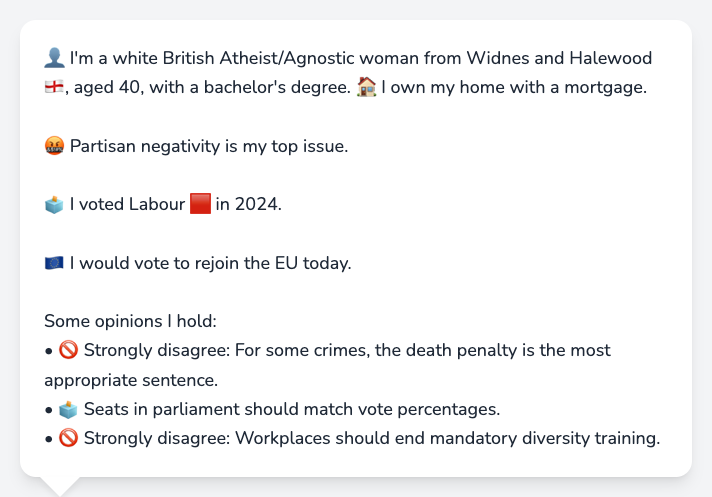 👤 I'm a white British Atheist/Agnostic woman from Widnes and Halewood
🏴󠁧󠁢󠁥󠁮󠁧󠁿, aged 40, with a bachelor's degree. 🏠 I own my home with a mortgage.
🤬 Partisan negativity is my top issue.
🗳️ I voted Labour 🟥 in 2024.
🇪🇺 I would vote to rejoin the EU today.
Some opinions I hold:
• 🚫 Strongly disagree: For some crimes, the death penalty is the most
appropriate sentence.
• 🗳️ Seats in parliament should match vote percentages.
• 🚫 Strongly disagree: Workplaces should end mandatory diversity training.